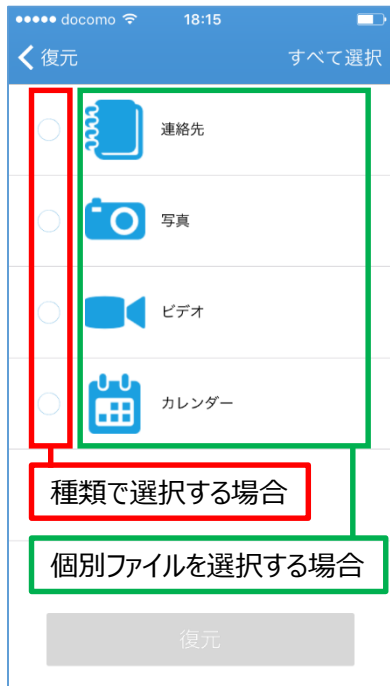 docomo 18:15
復元 すべて選択
連絡先
写真
ビデオ
カレンダー
種類で選択する場合
個別ファイルを選択する場合
復元